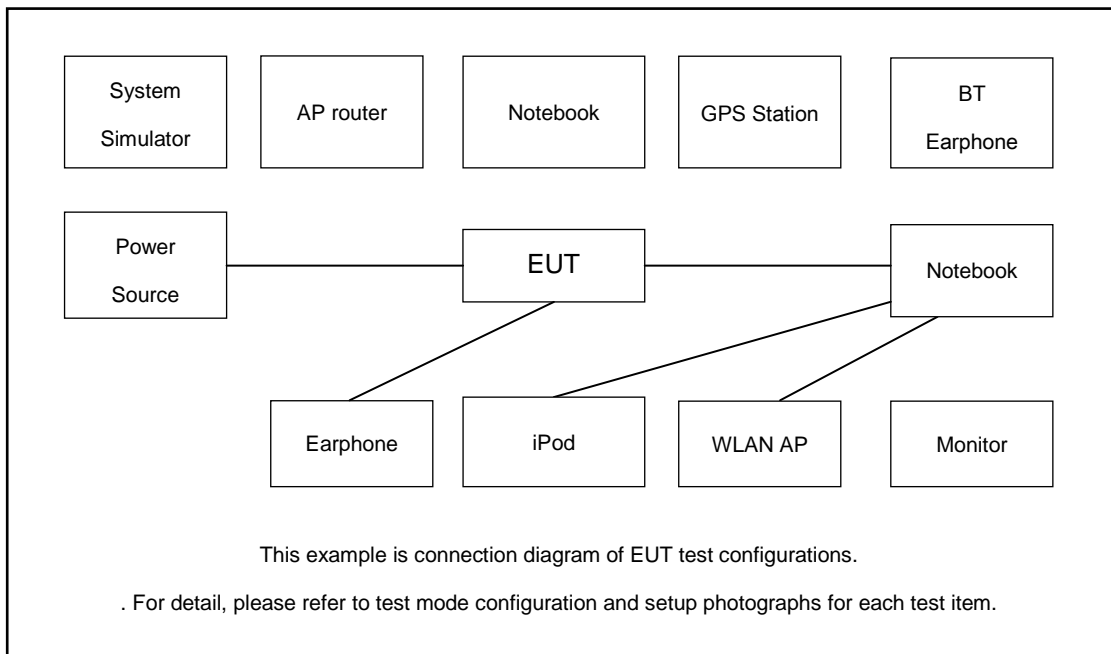 System
Simulator
AP router
Notebook
GPS Station
BT
Earphone
Power
Source
EUT
Notebook
Earphone
iPod
WLAN AP
Monitor
This example is connection diagram of EUT test configurations.
. For detail, please refer to test mode configuration and setup photographs for each test item.